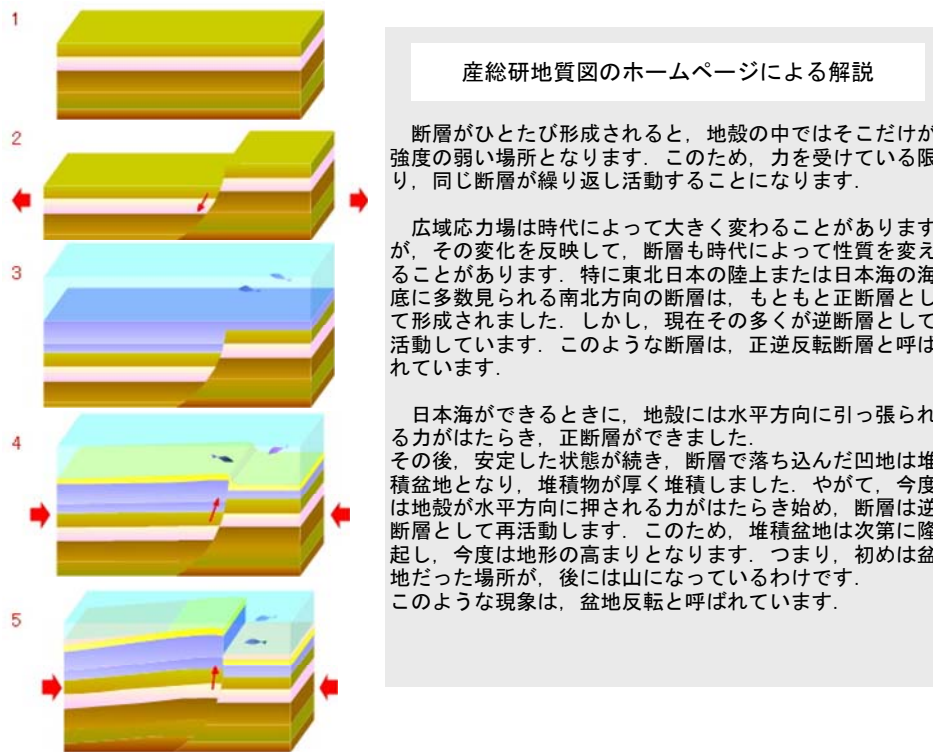 1
2
3
4
5
産総研地質図のホームページによる解説
断層がひとたび形成されると，地殻の中ではそこだけが
強度の弱い場所となります．このため，力を受けている限
り，同じ断層が繰り返し活動することになります．
広域応力場は時代によって大きく変わることがあります
が，その変化を反映して，断層も時代によって性質を変え
ることがあります．特に東北日本の陸上または日本海の海
底に多数見られる南北方向の断層は，もともと正断層とし
て形成されました．しかし，現在その多くが逆断層として
活動しています．このような断層は，正逆反転断層と呼ば
れています．
日本海ができるときに，地殻には水平方向に引っ張られ
る力がはたらき，正断層ができました．
その後，安定した状態が続き，断層で落ち込んだ凹地は堆
積盆地となり，堆積物が厚く堆積しました．やがて，今度
は地殻が水平方向に押される力がはたらき始め，断層は逆
断層として再活動します．このため，堆積盆地は次第に隆
起し，今度は地形の高まりとなります．つまり，初めは盆
地だった場所が，後には山になっているわけです．
このような現象は，盆地反転と呼ばれています．